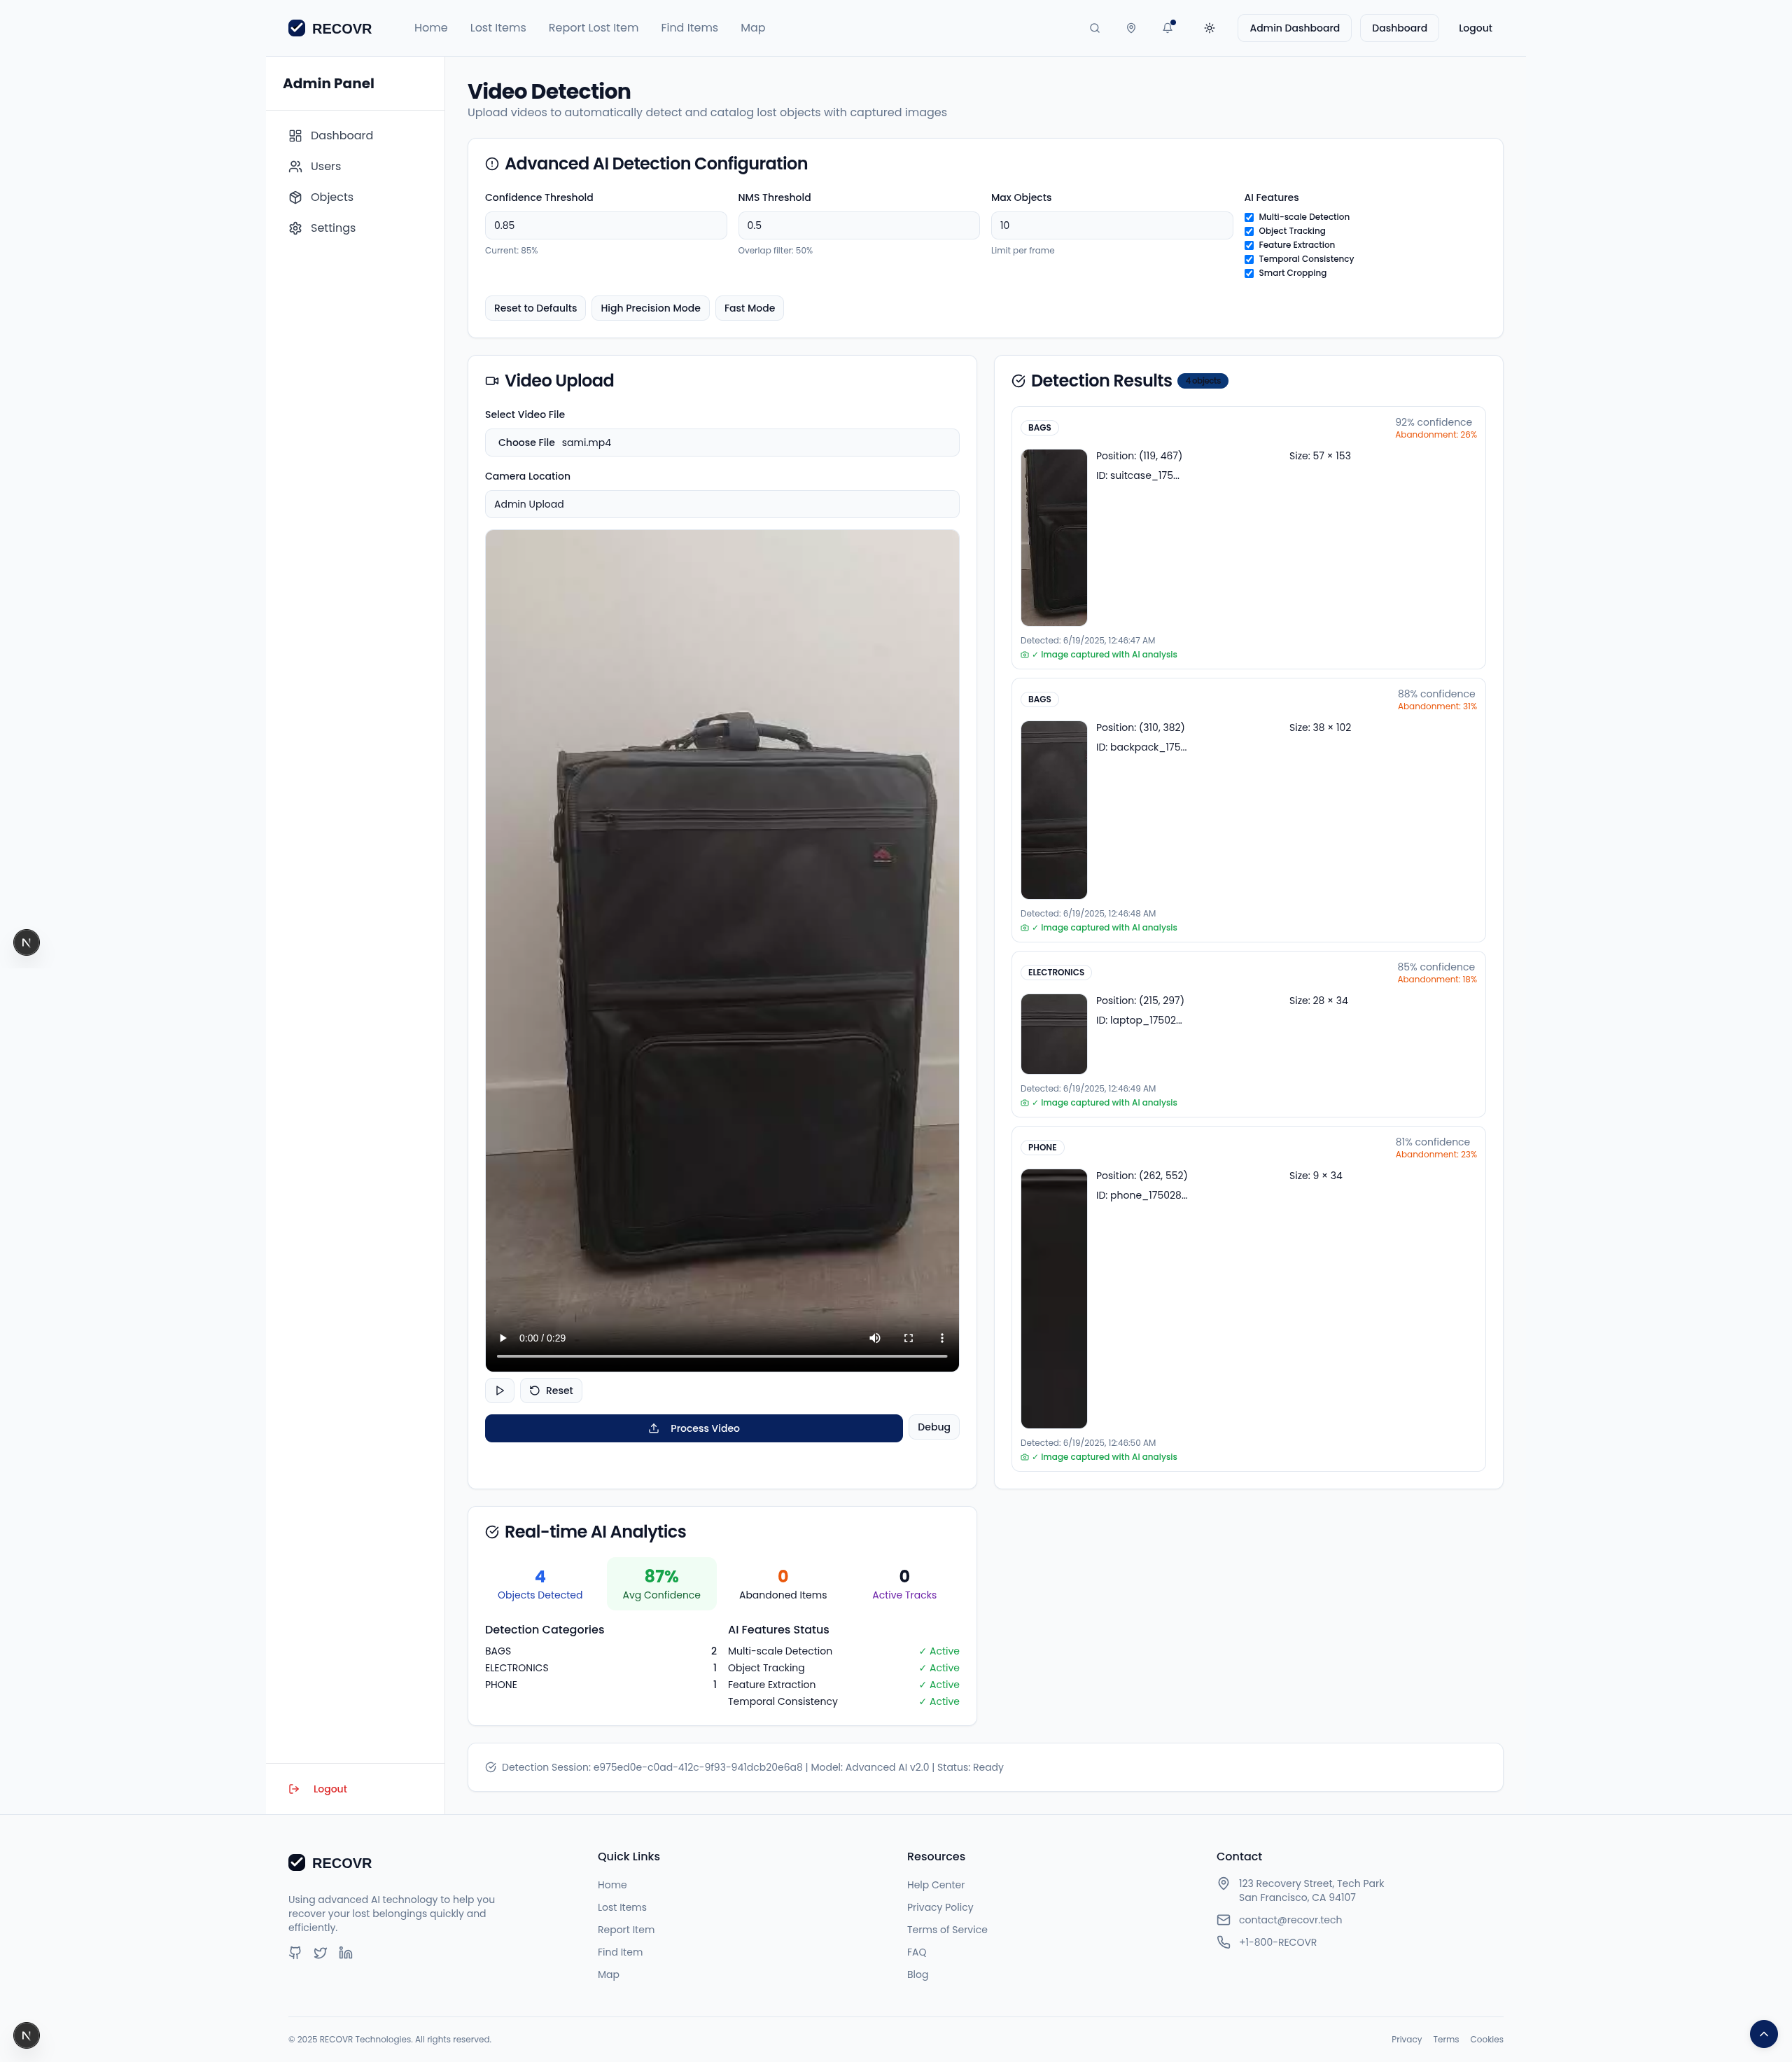 RECOVR
Home
Lost Items
Report Lost Item
Find Items
Map
Admin Dashboard
Dashboard
Logout
Admin Panel
Dashboard
Users
Objects
Settings
Logout
Video Detection
Upload videos to automatically detect and catalog lost objects with captured images
Advanced AI Detection Configuration
Confidence Threshold
0.85
Current: 85%
NMS Threshold
0.5
Overlap filter: 50%
Max Objects
10
Limit per frame
AI Features
Multi-scale Detection
Object Tracking
Feature Extraction
Temporal Consistency
Smart Cropping
Reset to Defaults
High Precision Mode
Fast Mode
Video Upload
Select Video File
Choose File sami.mp4
Camera Location
Admin Upload
0:00 / 0:29
Reset
Process Video
Debug
Detection Results
4 objects
BAGS
92% confidence
Abandonment: 26%
Position: (119, 467)
Size: 57 × 153
ID: suitcase_175...
Detected: 6/19/2025, 12:46:47 AM
✓ Image captured with AI analysis
BAGS
88% confidence
Abandonment: 31%
Position: (310, 382)
Size: 38 × 102
ID: backpack_175...
Detected: 6/19/2025, 12:46:48 AM
✓ Image captured with AI analysis
ELECTRONICS
85% confidence
Abandonment: 18%
Position: (215, 297)
Size: 28 × 34
ID: laptop_17502...
Detected: 6/19/2025, 12:46:49 AM
✓ Image captured with AI analysis
PHONE
81% confidence
Abandonment: 23%
Position: (262, 552)
Size: 9 × 34
ID: phone_175028...
Detected: 6/19/2025, 12:46:50 AM
✓ Image captured with AI analysis
Real-time AI Analytics
4
Objects Detected
87%
Avg Confidence
0
Abandoned Items
0
Active Tracks
Detection Categories
BAGS 2
ELECTRONICS 1
PHONE 1
AI Features Status
Multi-scale Detection ✓ Active
Object Tracking ✓ Active
Feature Extraction ✓ Active
Temporal Consistency ✓ Active
Detection Session: e975ed0e-c0ad-412c-9f93-941dcb20e6a8 | Model: Advanced AI v2.0 | Status: Ready
RECOVR
Using advanced AI technology to help you
recover your lost belongings quickly and
efficiently.
Quick Links
Home
Lost Items
Report Item
Find Item
Map
Resources
Help Center
Privacy Policy
Terms of Service
FAQ
Blog
Contact
123 Recovery Street, Tech Park
San Francisco, CA 94107
contact@recovr.tech
+1-800-RECOVR
© 2025 RECOVR Technologies. All rights reserved.
Privacy
Terms
Cookies
N
N